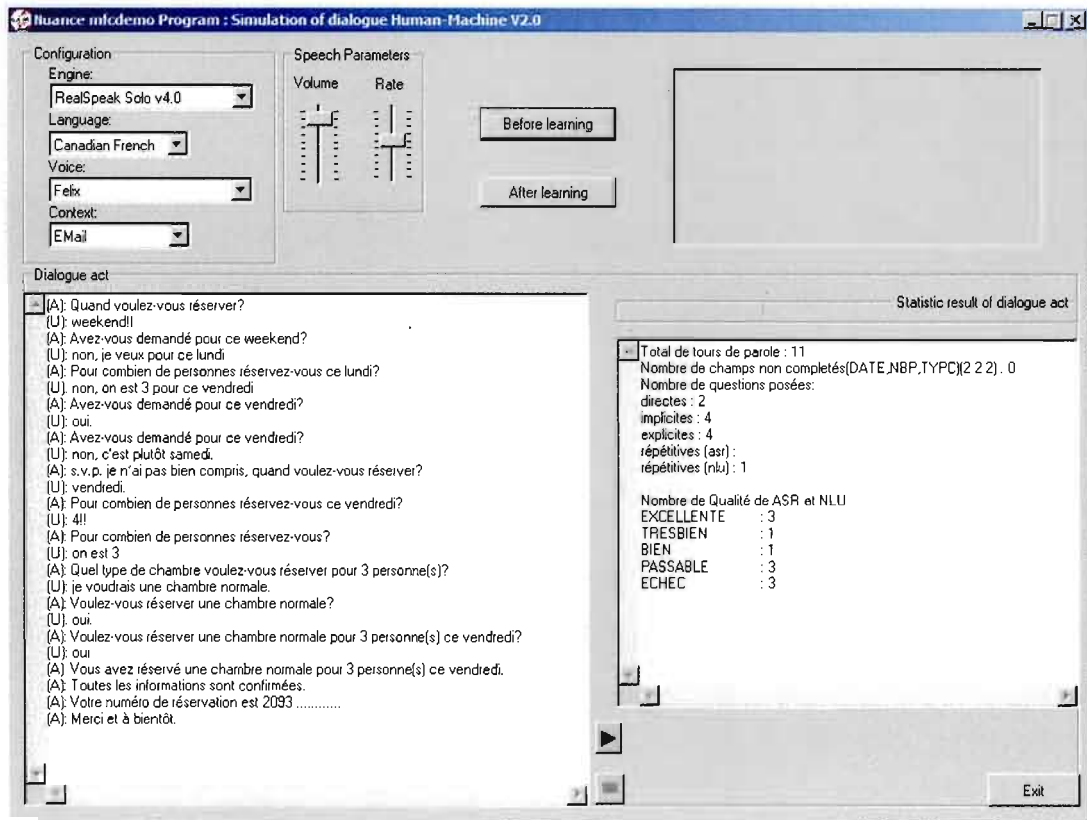 Nuance mfcdemo Program : Simulation of dialogue Human-Machine V2.0
Configuration
Engine:
RealSpeak Solo v4.0
Language:
Canadian French
Voice:
Felix
Context:
EMail
Speech Parameters
Volume Rate
Before learning
After learning
Dialogue act
(A): Quand voulez-vous réserver?
(U): weekend!!
(A): Avez-vous demandé pour ce weekend?
(U): non, je veux pour ce lundi
(A): Pour combien de personnes réservez-vous ce lundi?
(U). non, on est 3 pour ce vendredi
(A): Avez-vous demandé pour ce vendredi?
(U): oui.
(A): Avez-vous demandé pour ce vendredi?
(U): non, c'est plutôt samedi.
(A): s.v.p. je n'ai pas bien compris, quand voulez-vous réserver?
(U): vendredi.
(A): Pour combien de personnes réservez-vous ce vendredi?
(U): 4!!
(A): Pour combien de personnes réservez-vous?
(U): on est 3
(A): Quel type de chambre voulez-vous réserver pour 3 personne(s)?
(U): je voudrais une chambre normale.
(A): Voulez-vous réserver une chambre normale?
(U). oui.
(A): Voulez-vous réserver une chambre normale pour 3 personne(s) ce vendredi?
(U): oui
(A) Vous avez réservé une chambre normale pour 3 personne(s) ce vendredi.
(A): Toutes les informations sont confirmées.
(A): Votre numéro de réservation est 2093 ............
(A): Merci et à bientôt.
Statistic result of dialogue act
Total de tours de parole : 11
Nombre de champs non completés(DATE,NBP,TYPC)(2 2 2) . 0
Nombre de questions posées:
directes : 2
implicites : 4
explicites : 4
répétitives (asr) :
répétitives (nlu) : 1
Nombre de Qualité de ASR et NLU
EXCELLENTE : 3
TRESBIEN : 1
BIEN : 1
PASSABLE : 3
ECHEC : 3
Exit